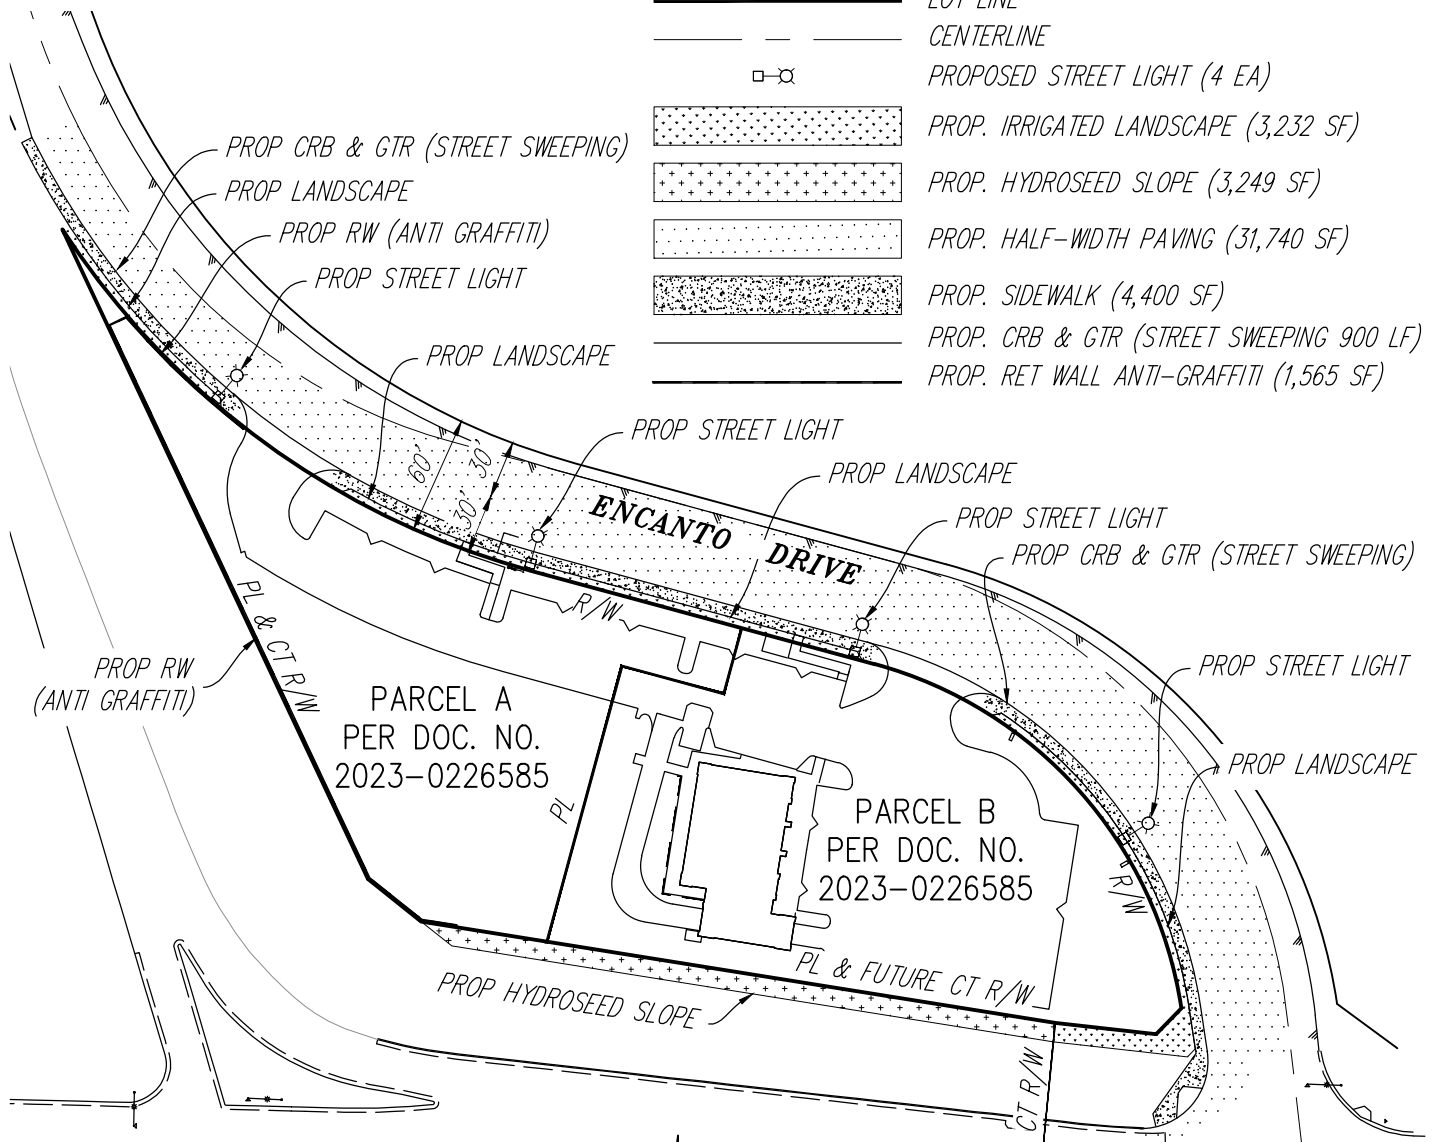 LOT LINE
CENTERLINE
PROPOSED STREET LIGHT (4 EA)
PROP. IRRIGATED LANDSCAPE (3,232 SF)
PROP. HYDROSEED SLOPE (3,249 SF)
PROP. HALF-WIDTH PAVING (31,740 SF)
PROP. SIDEWALK (4,400 SF)
PROP. CRB & GTR (STREET SWEEPING 900 LF)
PROP. RET WALL ANTI-GRAFFITI (1,565 SF)
PROP CRB & GTR (STREET SWEEPING)
PROP LANDSCAPE
PROP RW (ANTI GRAFFITI)
PROP STREET LIGHT
PROP LANDSCAPE
PROP STREET LIGHT
60'
30'
30'
PROP LANDSCAPE
ENCANTO DRIVE
PROP STREET LIGHT
PROP CRB & GTR (STREET SWEEPING)
R/W
PL & CT R/W
PROP RW
(ANTI GRAFFITI)
PROP STREET LIGHT
PARCEL A
PER DOC. NO.
2023-0226585
PL
PROP LANDSCAPE
PARCEL B
PER DOC. NO.
2023-0226585
R/W
PL & FUTURE CT R/W
PROP HYDROSEED SLOPE
CT R/W